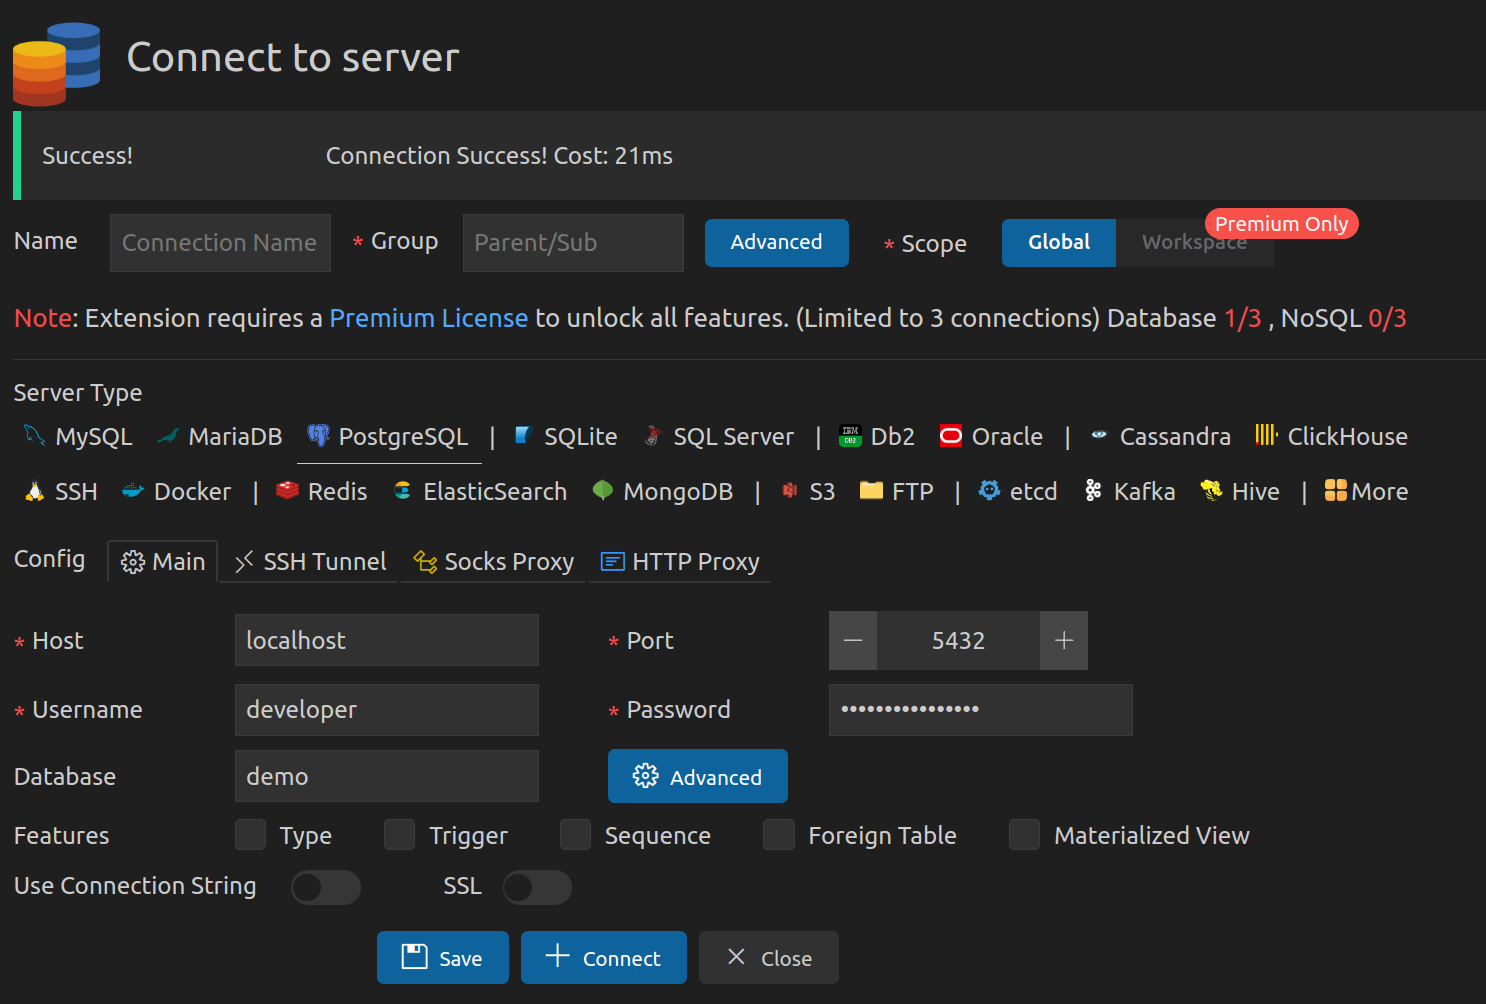 Connect to server
Success! Connection Success! Cost: 21ms
Name Connection Name * Group Parent/Sub Advanced * Scope Global Workspace Premium Only
Note: Extension requires a Premium License to unlock all features. (Limited to 3 connections) Database 1/3 , NoSQL 0/3
Server Type
MySQL MariaDB PostgreSQL | SQLite SQL Server | IBM DB2 Db2 Oracle | Cassandra ClickHouse
SSH Docker | Redis ElasticSearch MongoDB | S3 FTP | etcd Kafka Hive | More
Config Main SSH Tunnel Socks Proxy HTTP Proxy
* Host localhost * Port — 5432 +
* Username developer * Password ••••••••••••••••
Database demo Advanced
Features Type Trigger Sequence Foreign Table Materialized View
Use Connection String SSL
Save Connect Close